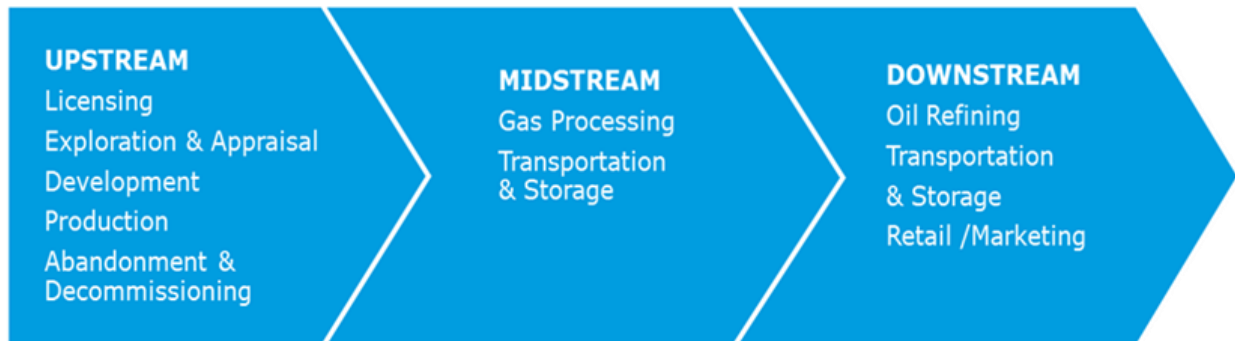 UPSTREAM
Licensing
Exploration & Appraisal
Development
Production
Abandonment &
Decommissioning
MIDSTREAM
Gas Processing
Transportation
& Storage
DOWNSTREAM
Oil Refining
Transportation
& Storage
Retail /Marketing